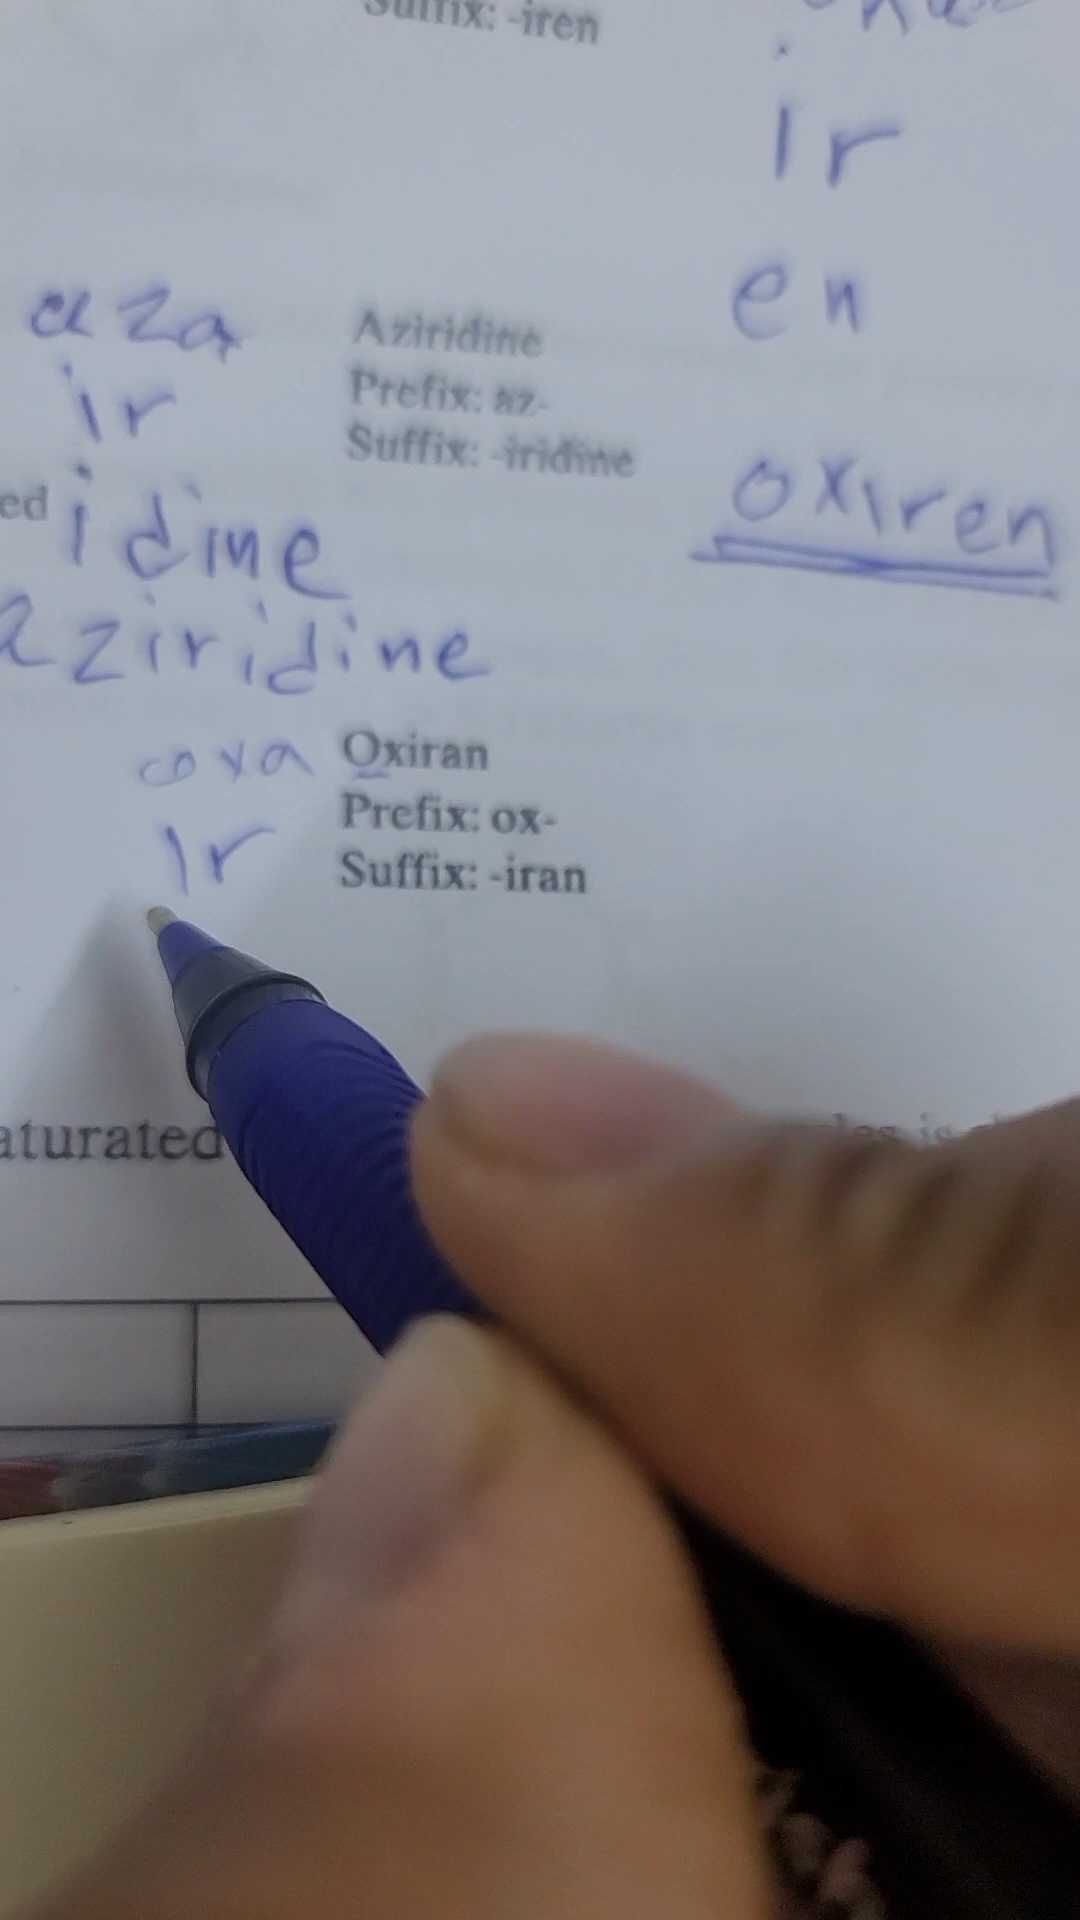 Suffix: -iren
ir
en
oxiren
aza
ir
idine
aziridine
Aziridine
Prefix: az-
Suffix: -iridine
ed
oxa
ir
Oxiran
Prefix: ox-
Suffix: -iran
aturated